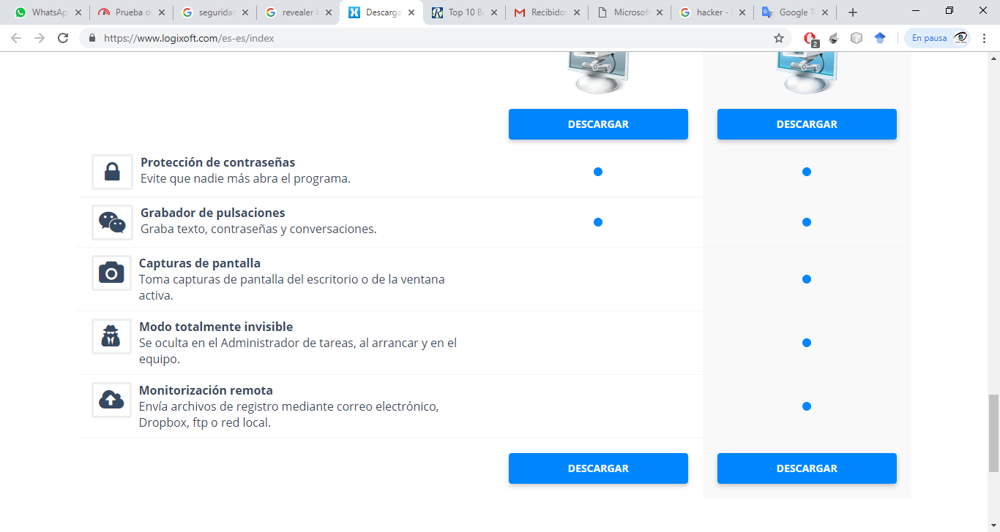 WhatsApp
Prueba d
seguridad
revealer k
Descarga
Top 10 Be
Recibidos
Microsoft
hacker -
Google T
https://www.logixoft.com/es-es/index
2
En pausa
DESCARGAR
DESCARGAR
Protección de contraseñas
Evite que nadie más abra el programa.
Grabador de pulsaciones
Graba texto, contraseñas y conversaciones.
Capturas de pantalla
Toma capturas de pantalla del escritorio o de la ventana
activa.
Modo totalmente invisible
Se oculta en el Administrador de tareas, al arrancar y en el
equipo.
Monitorización remota
Envía archivos de registro mediante correo electrónico,
Dropbox, ftp o red local.
DESCARGAR
DESCARGAR